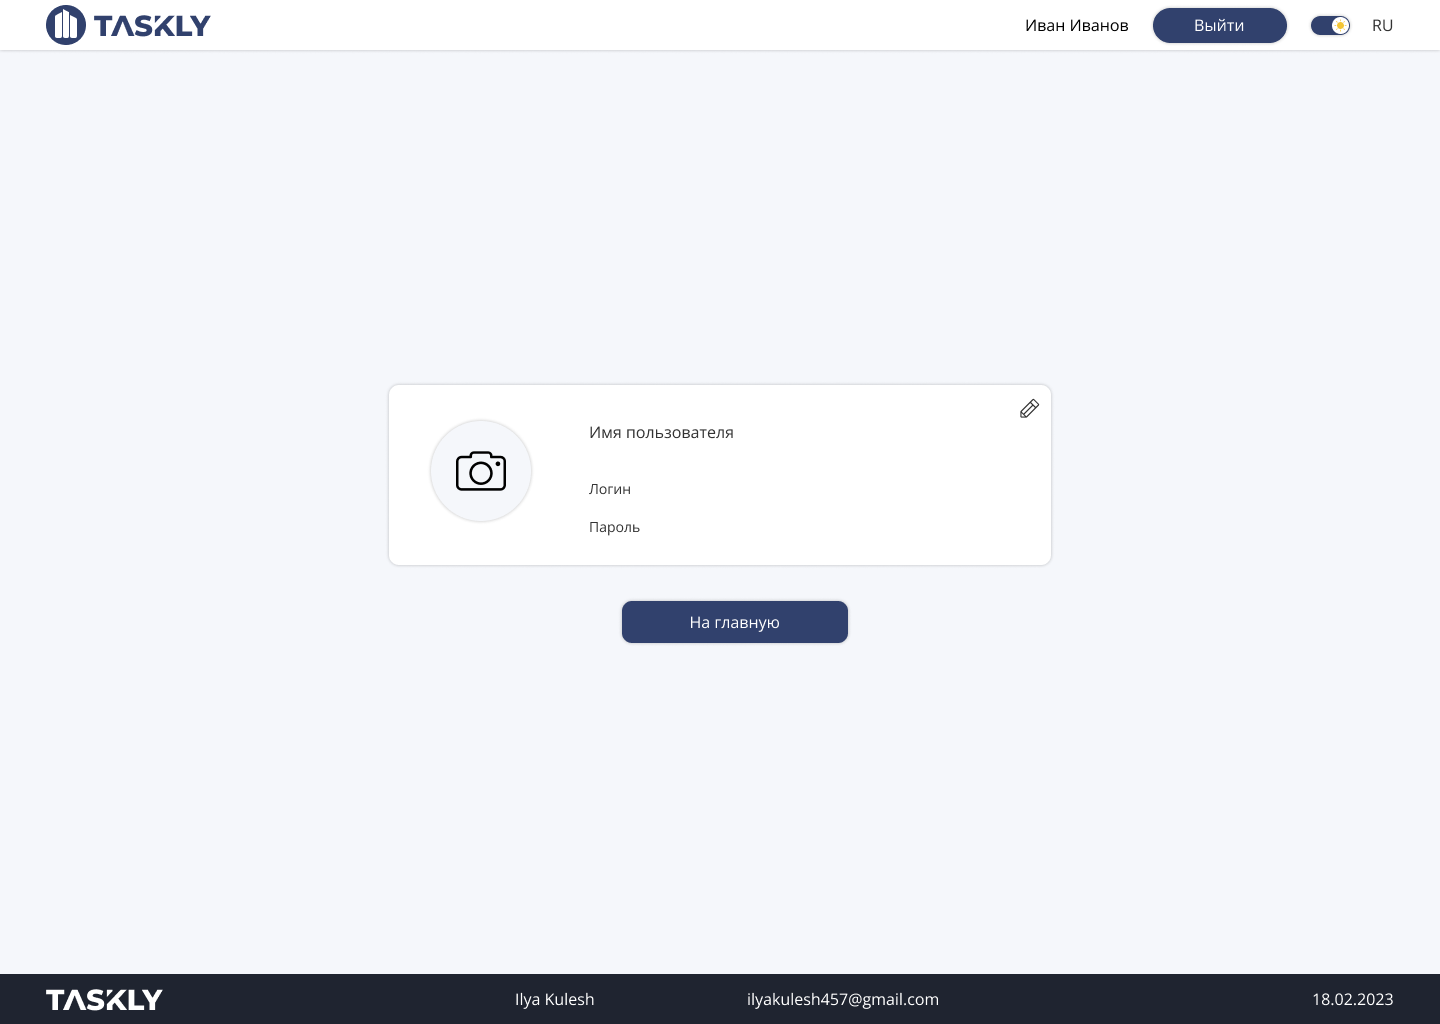 TASKLY
Иван Иванов
Выйти
RU
Имя пользователя
Логин
Пароль
На главную
TASKLY
Ilya Kulesh
ilyakulesh457@gmail.com
18.02.2023